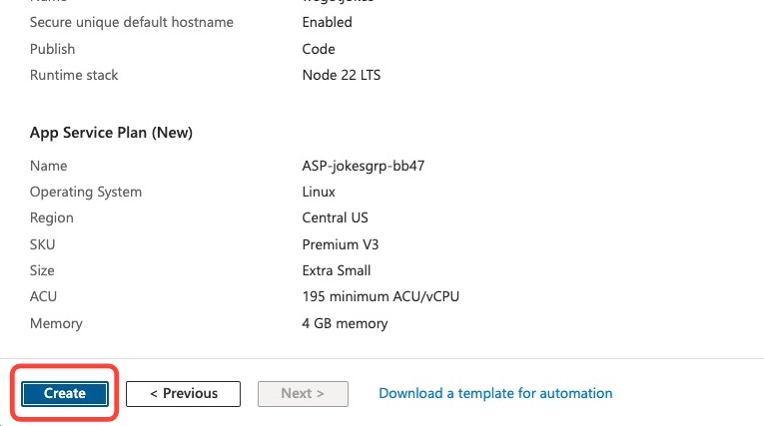 Secure unique default hostname Enabled
Publish Code
Runtime stack Node 22 LTS
App Service Plan (New)
Name ASP-jokesgrp-bb47
Operating System Linux
Region Central US
SKU Premium V3
Size Extra Small
ACU 195 minimum ACU/vCPU
Memory 4 GB memory
Create < Previous Next > Download a template for automation